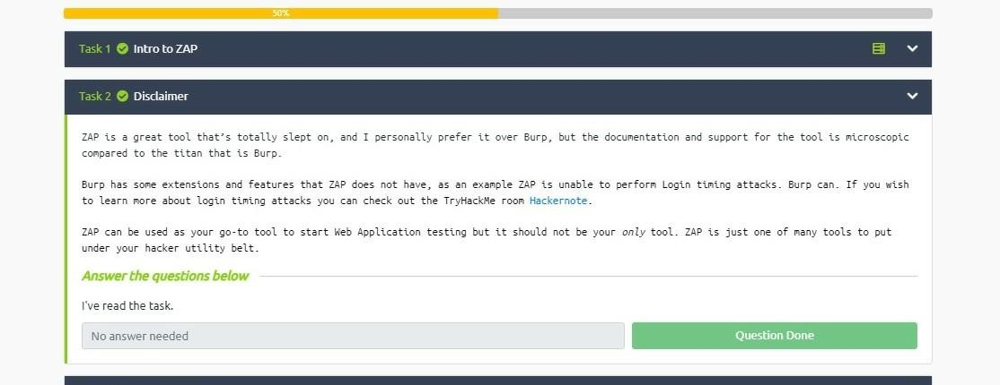 50%
Task 1 Intro to ZAP
Task 2 Disclaimer
ZAP is a great tool that's totally slept on, and I personally prefer it over Burp, but the documentation and support for the tool is microscopic
compared to the titan that is Burp.
Burp has some extensions and features that ZAP does not have, as an example ZAP is unable to perform Login timing attacks. Burp can. If you wish
to learn more about login timing attacks you can check out the TryHackMe room Hackernote.
ZAP can be used as your go-to tool to start Web Application testing but it should not be your only tool. ZAP is just one of many tools to put
under your hacker utility belt.
Answer the questions below
I've read the task.
No answer needed
Question Done